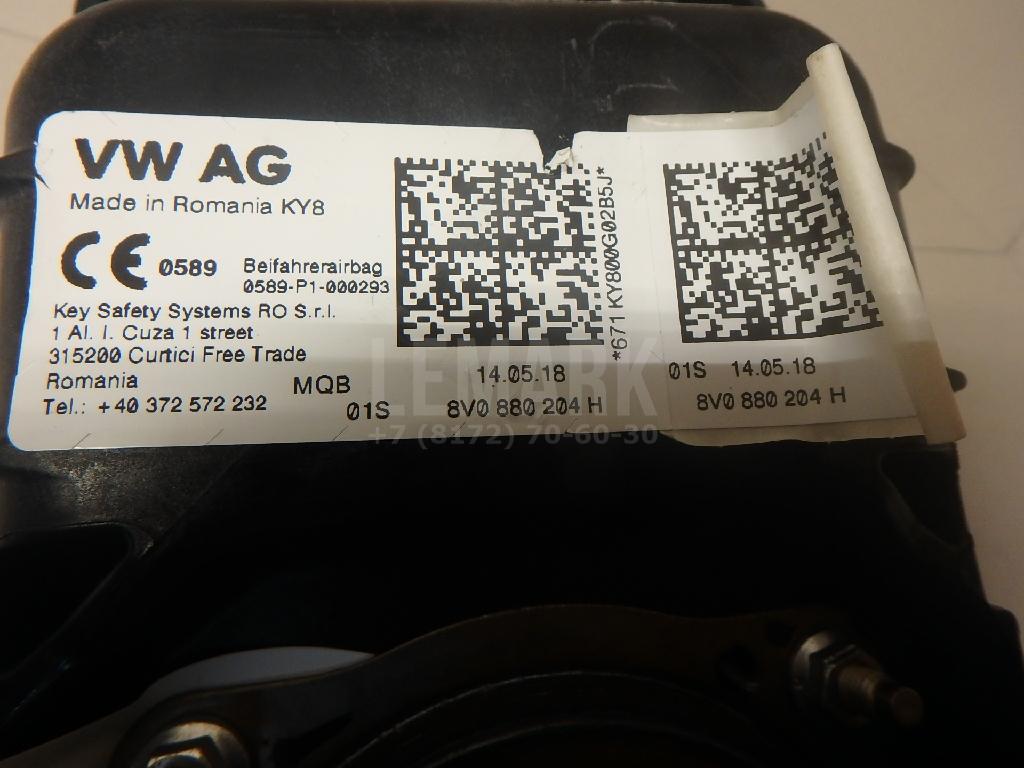 VW AG
Made in Romania KY8
CE 0589 Beifahrerairbag
0589-P1-000293
Key Safety Systems RO S.r.l.
1 Al. I. Cuza 1 street
315200 Curtici Free Trade
Romania
Tel.: +40 372 572 232
MQB
01S
14.05.18
8V0 880 204 H
*671 KY800G02B5J*
01S 14.05.18
8V0 880 204 H
LEMARK
+7 (8172) 70-60-30